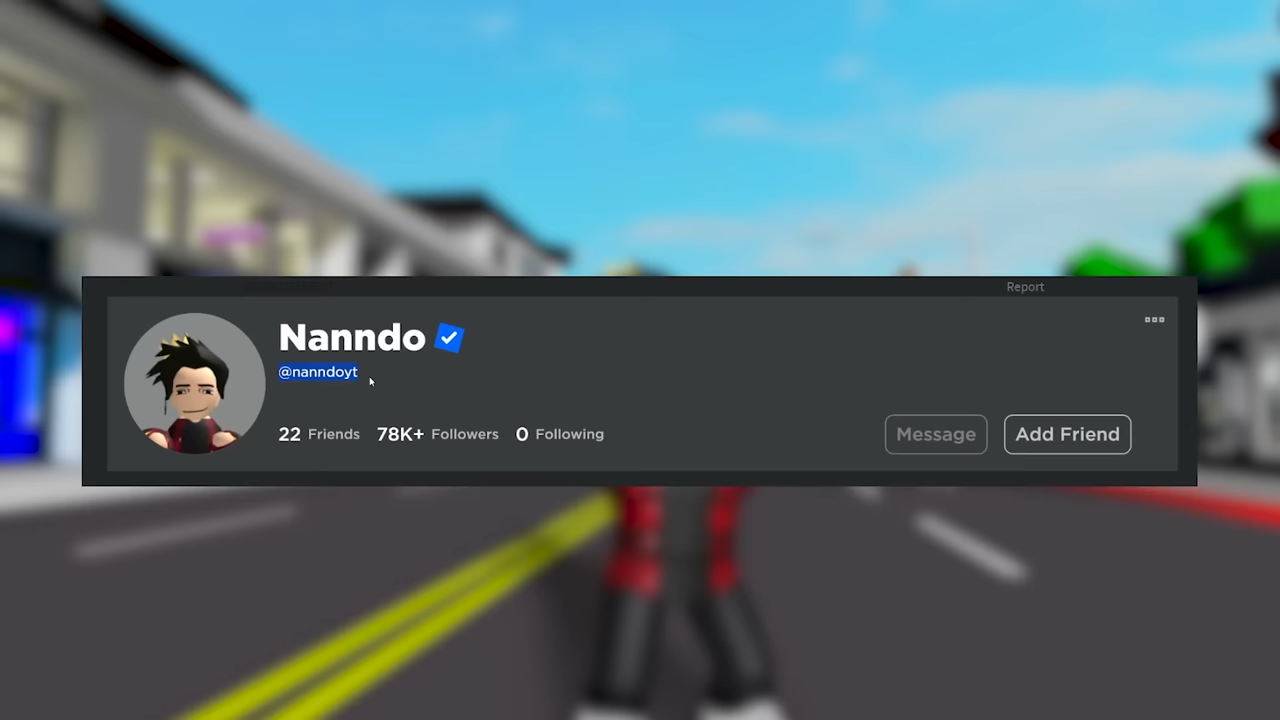 Report
Nanndo
@nanndoyt
22 Friends 78K+ Followers 0 Following
Message Add Friend